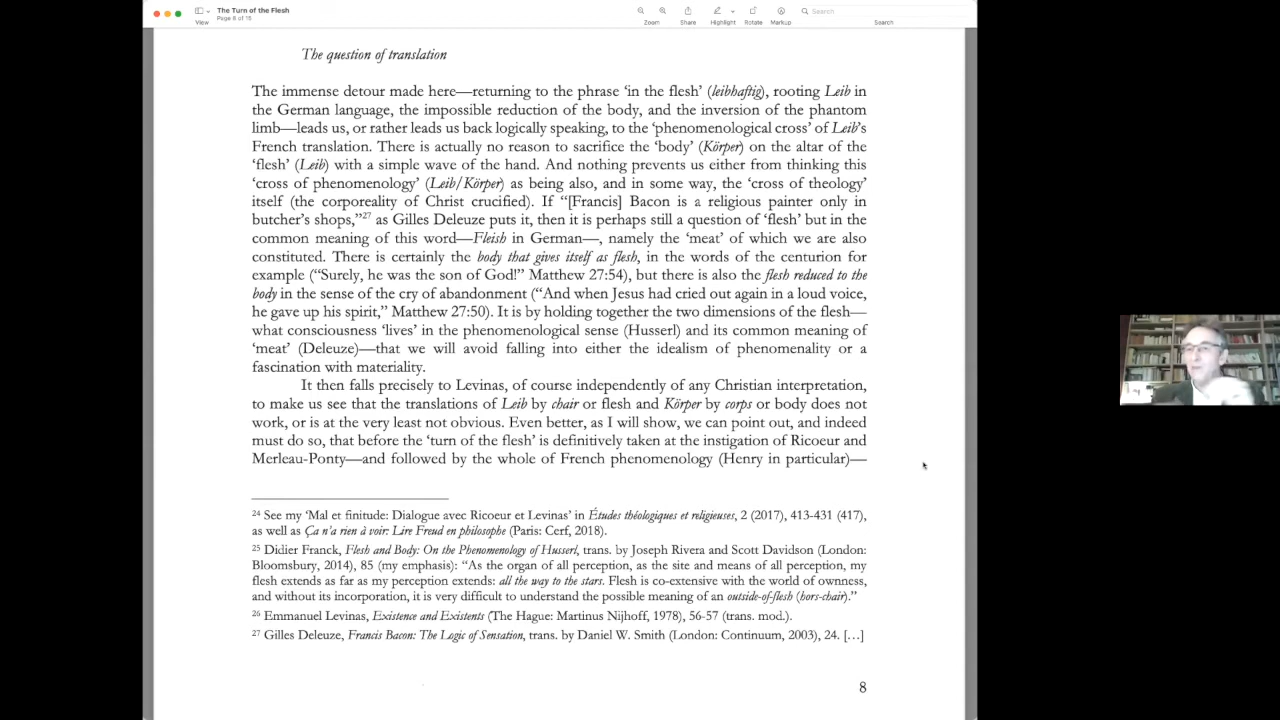 The Turn of the Flesh
Page 8 of 15
View
Zoom
Share
Highlight
Rotate
Markup
Search
Search
The question of translation
The immense detour made here—returning to the phrase ‘in the flesh’ (leibhaftig), rooting Leib in
the German language, the impossible reduction of the body, and the inversion of the phantom
limb—leads us, or rather leads us back logically speaking, to the ‘phenomenological cross’ of Leib’s
French translation. There is actually no reason to sacrifice the ‘body’ (Körper) on the altar of the
‘flesh’ (Leib) with a simple wave of the hand. And nothing prevents us either from thinking this
‘cross of phenomenology’ (Leib/Körper) as being also, and in some way, the ‘cross of theology’
itself (the corporeality of Christ crucified). If “[Francis] Bacon is a religious painter only in
butcher’s shops,”27 as Gilles Deleuze puts it, then it is perhaps still a question of ‘flesh’ but in the
common meaning of this word—Fleish in German—, namely the ‘meat’ of which we are also
constituted. There is certainly the body that gives itself as flesh, in the words of the centurion for
example (“Surely, he was the son of God!” Matthew 27:54), but there is also the flesh reduced to the
body in the sense of the cry of abandonment (“And when Jesus had cried out again in a loud voice,
he gave up his spirit,” Matthew 27:50). It is by holding together the two dimensions of the flesh—
what consciousness ‘lives’ in the phenomenological sense (Husserl) and its common meaning of
‘meat’ (Deleuze)—that we will avoid falling into either the idealism of phenomenality or a
fascination with materiality.
It then falls precisely to Levinas, of course independently of any Christian interpretation,
to make us see that the translations of Leib by chair or flesh and Körper by corps or body does not
work, or is at the very least not obvious. Even better, as I will show, we can point out, and indeed
must do so, that before the ‘turn of the flesh’ is definitively taken at the instigation of Ricoeur and
Merleau-Ponty—and followed by the whole of French phenomenology (Henry in particular)—
24 See my ‘Mal et finitude: Dialogue avec Ricoeur et Levinas’ in Études théologiques et religieuses, 2 (2017), 413-431 (417),
as well as Ça n’a rien à voir: Lire Freud en philosophe (Paris: Cerf, 2018).
25 Didier Franck, Flesh and Body: On the Phenomenology of Husserl, trans. by Joseph Rivera and Scott Davidson (London:
Bloomsbury, 2014), 85 (my emphasis): “As the organ of all perception, as the site and means of all perception, my
flesh extends as far as my perception extends: all the way to the stars. Flesh is co-extensive with the world of ownness,
and without its incorporation, it is very difficult to understand the possible meaning of an outside-of-flesh (hors-chair).”
26 Emmanuel Levinas, Existence and Existents (The Hague: Martinus Nijhoff, 1978), 56-57 (trans. mod.).
27 Gilles Deleuze, Francis Bacon: The Logic of Sensation, trans. by Daniel W. Smith (London: Continuum, 2003), 24. […]
8